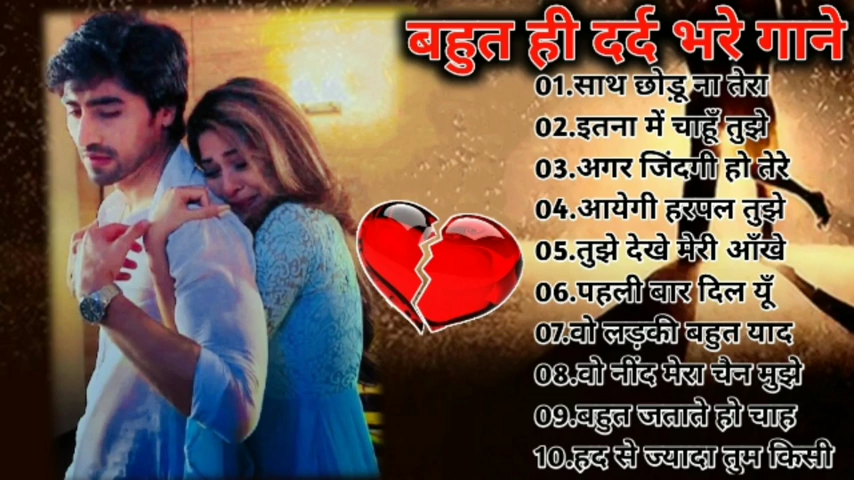 बहुत ही दर्द भरे गाने
01.साथ छोड़ू ना तेरा
02.इतना में चाहूँ तुझे
03.अगर जिंदगी हो तेरे
04.आयेगी हरपल तुझे
05.तुझे देखे मेरी आँखे
06.पहली बार दिल यूँ
07.वो लड़की बहुत याद
08.वो नींद मेरा चैन मुझे
09.बहुत जताते हो चाह
10.हद से ज्यादा तुम किसी